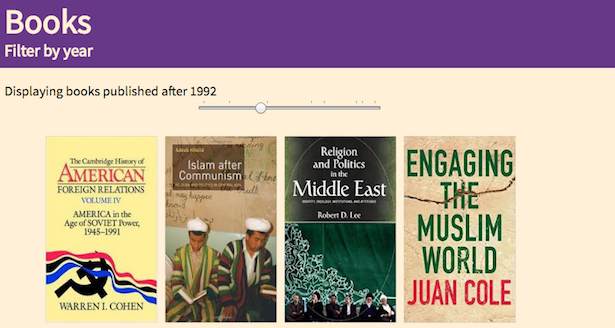 Books
Filter by year
Displaying books published after 1992
The Cambridge History of
AMERICAN
FOREIGN RELATIONS
VOLUME IV
AMERICA in the
Age of SOVIET Power,
1945–1991
WARREN I. COHEN
Adeeb Khalid
Islam after
Communism
RELIGION AND POLITICS IN CENTRAL ASIA
Religion
and Politics
in the
Middle East
IDENTITY, IDEOLOGY, INSTITUTIONS, AND ATTITUDES
Robert D. Lee
ENGAGING
THE
MUSLIM
WORLD
JUAN COLE